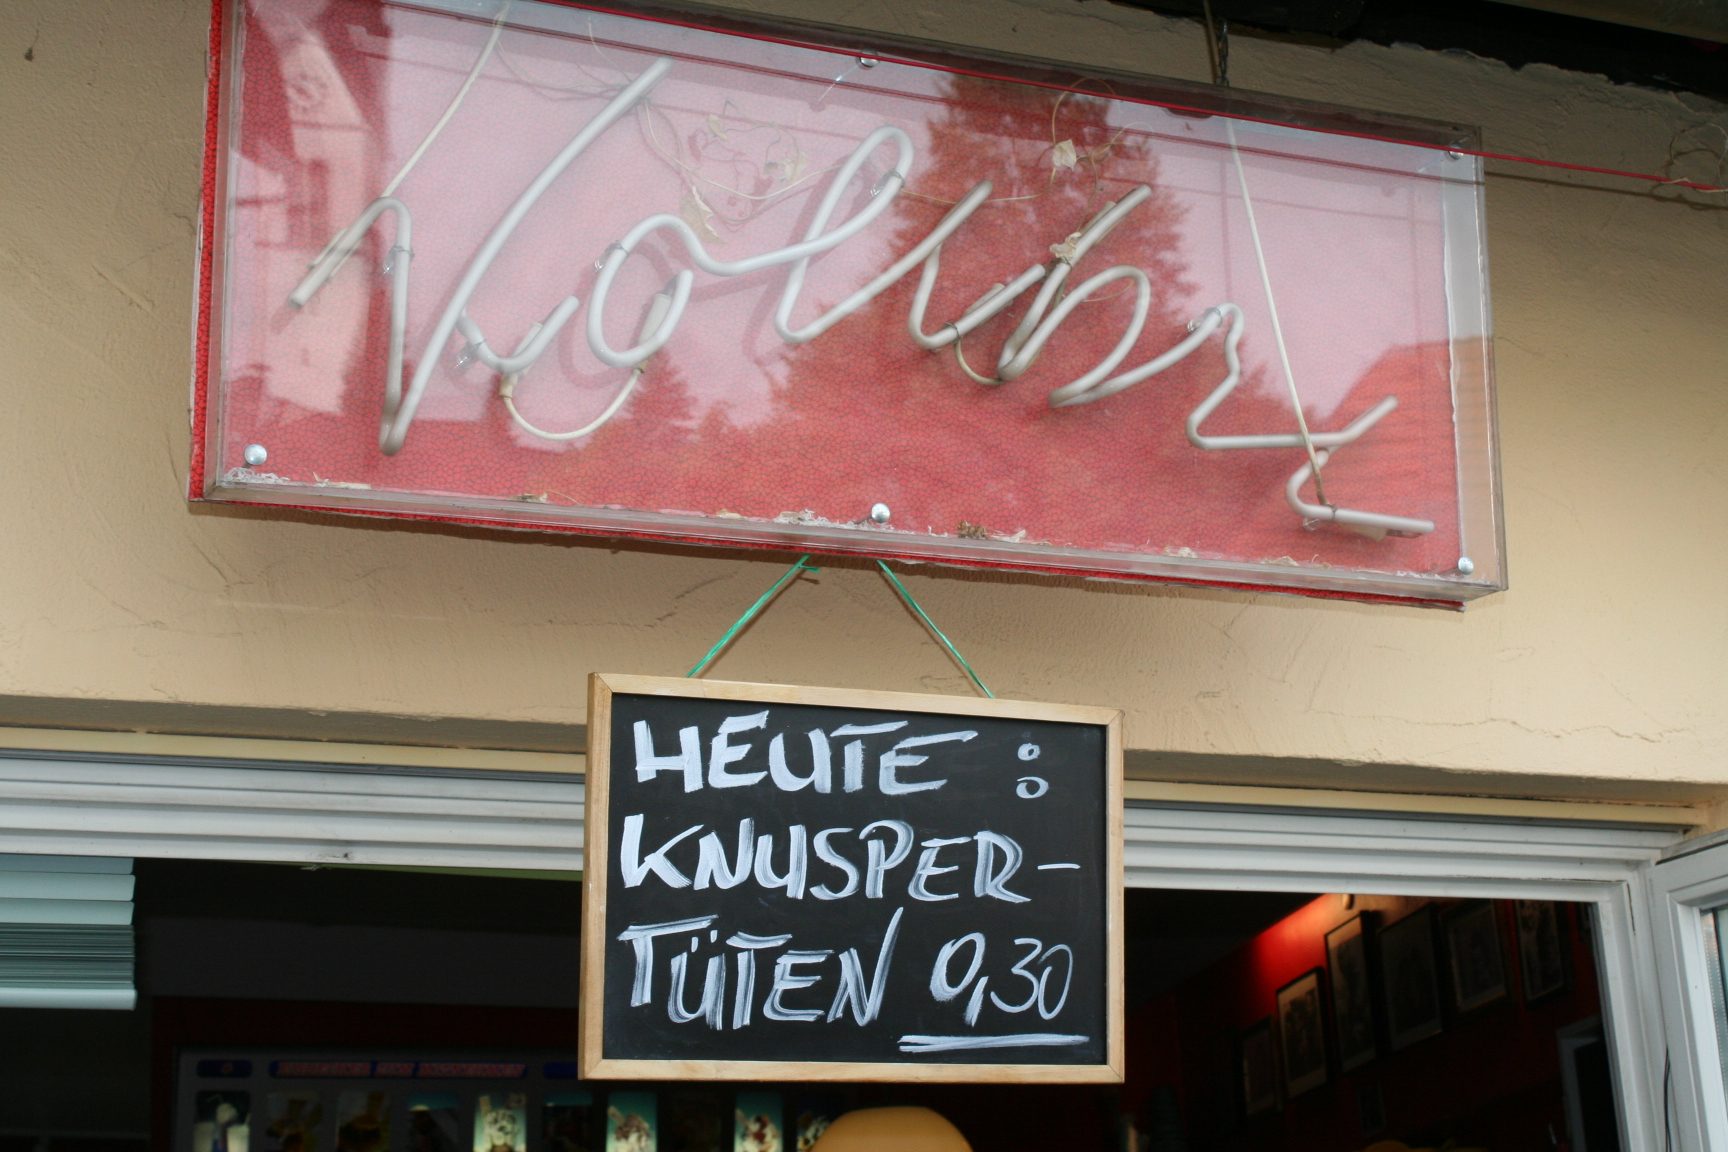 Kolibri
HEUTE:
KNUSPER-
TÜTEN 0,30